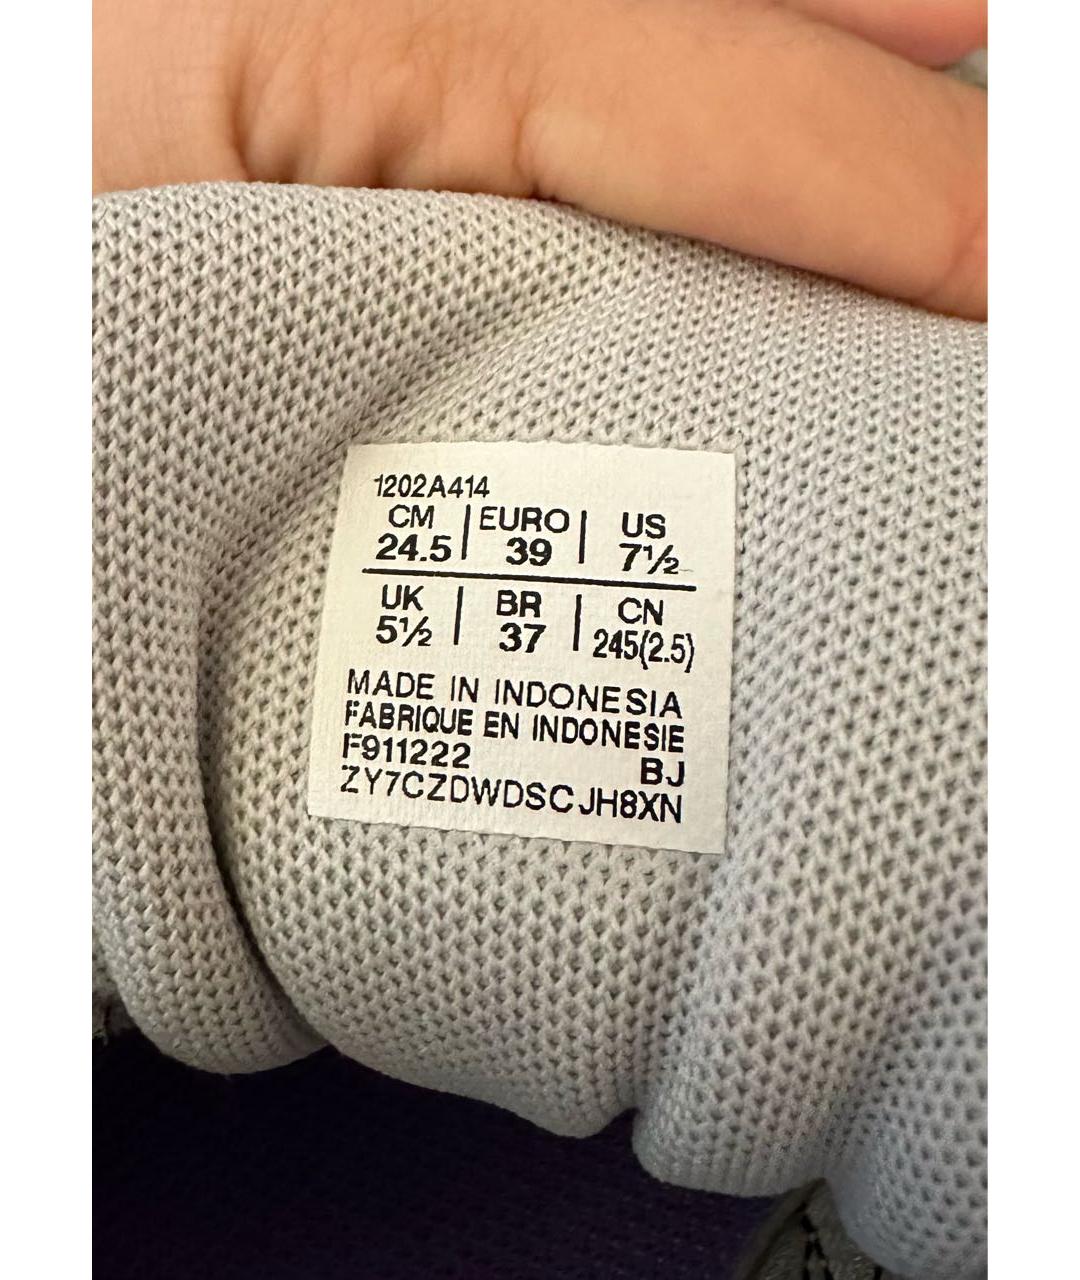 1202A414
CM | EURO | US
24.5 | 39 | 7½
UK | BR | CN
5½ | 37 | 245(2.5)
MADE IN INDONESIA
FABRIQUE EN INDONESIE
F911222 BJ
ZY7CZDWDSCJH8XN